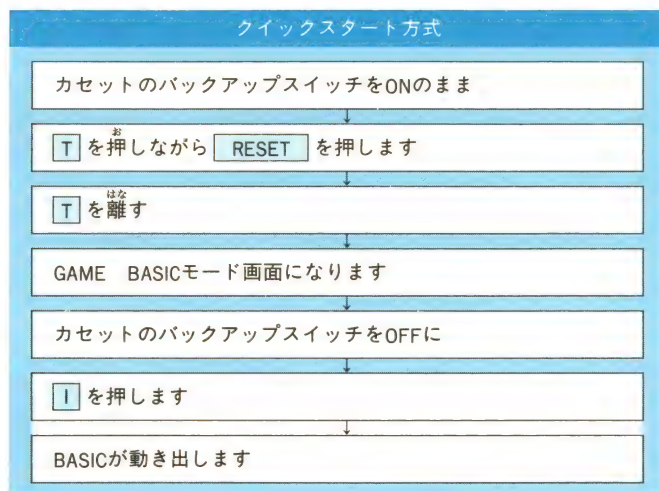 クイックスタート方式
カセットのバックアップスイッチをONのまま
Tを押しながら RESET を押します
Tを離す
GAME BASICモード画面になります
カセットのバックアップスイッチをOFFに
Iを押します
BASICが動き出します